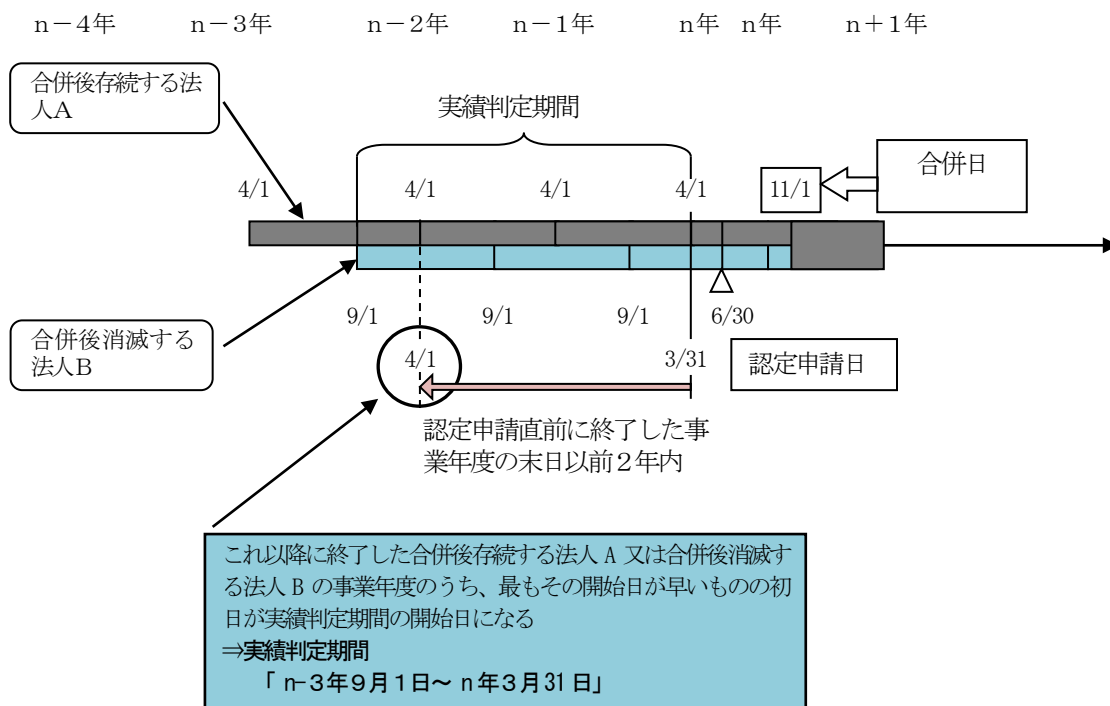 n-4年 n-3年 n-2年 n-1年 n年 n年 n+1年
合併後存続する法
人A
実績判定期間
合併日
4/1 4/1 4/1 4/1 11/1
9/1 9/1 9/1 6/30
合併後消滅する
法人B
4/1 3/31 認定申請日
認定申請直前に終了した事
業年度の末日以前２年内
これ以降に終了した合併後存続する法人 A 又は合併後消滅す
る法人 B の事業年度のうち、最もその開始日が早いものの初
日が実績判定期間の開始日になる
⇒実績判定期間
「 n-3年９月１日～ n 年３月31 日」